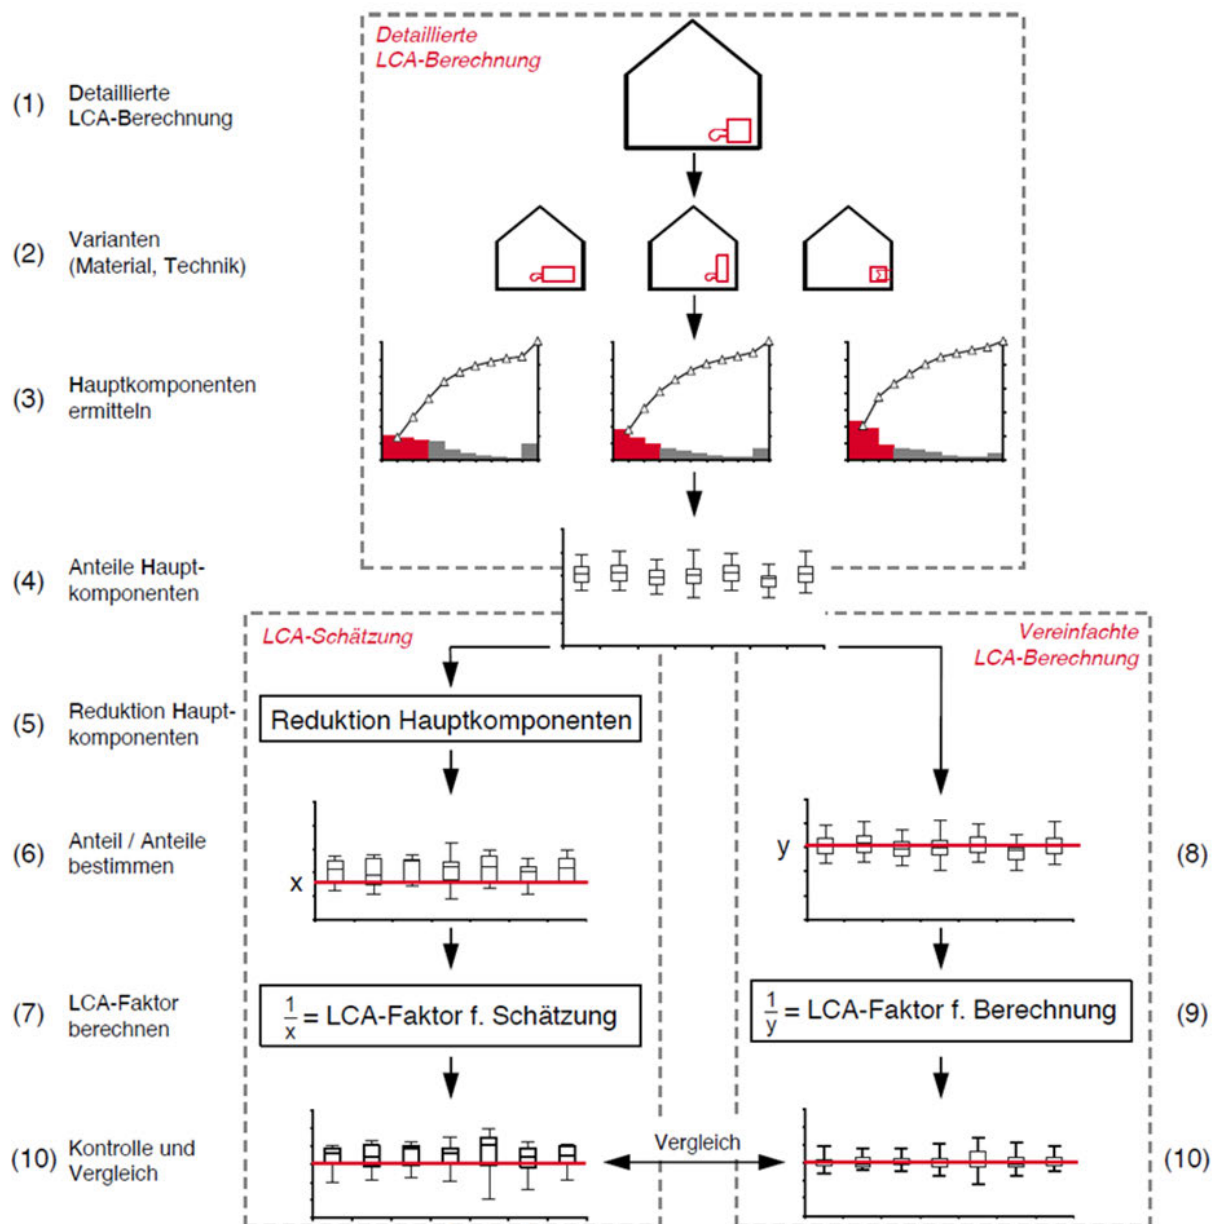 Detaillierte
LCA-Berechnung
(1)
Detaillierte
LCA-Berechnung
(2)
Varianten
(Material, Technik)
(3)
Hauptkomponenten
ermitteln
(4)
Anteile Haupt-
komponenten
LCA-Schätzung
Vereinfachte
LCA-Berechnung
(5)
Reduktion Haupt-
komponenten
Reduktion Hauptkomponenten
(6)
Anteil / Anteile
bestimmen
x
y
(8)
(7)
LCA-Faktor
berechnen
1/x = LCA-Faktor f. Schätzung
1/y = LCA-Faktor f. Berechnung
(9)
(10)
Kontrolle und
Vergleich
Vergleich
(10)